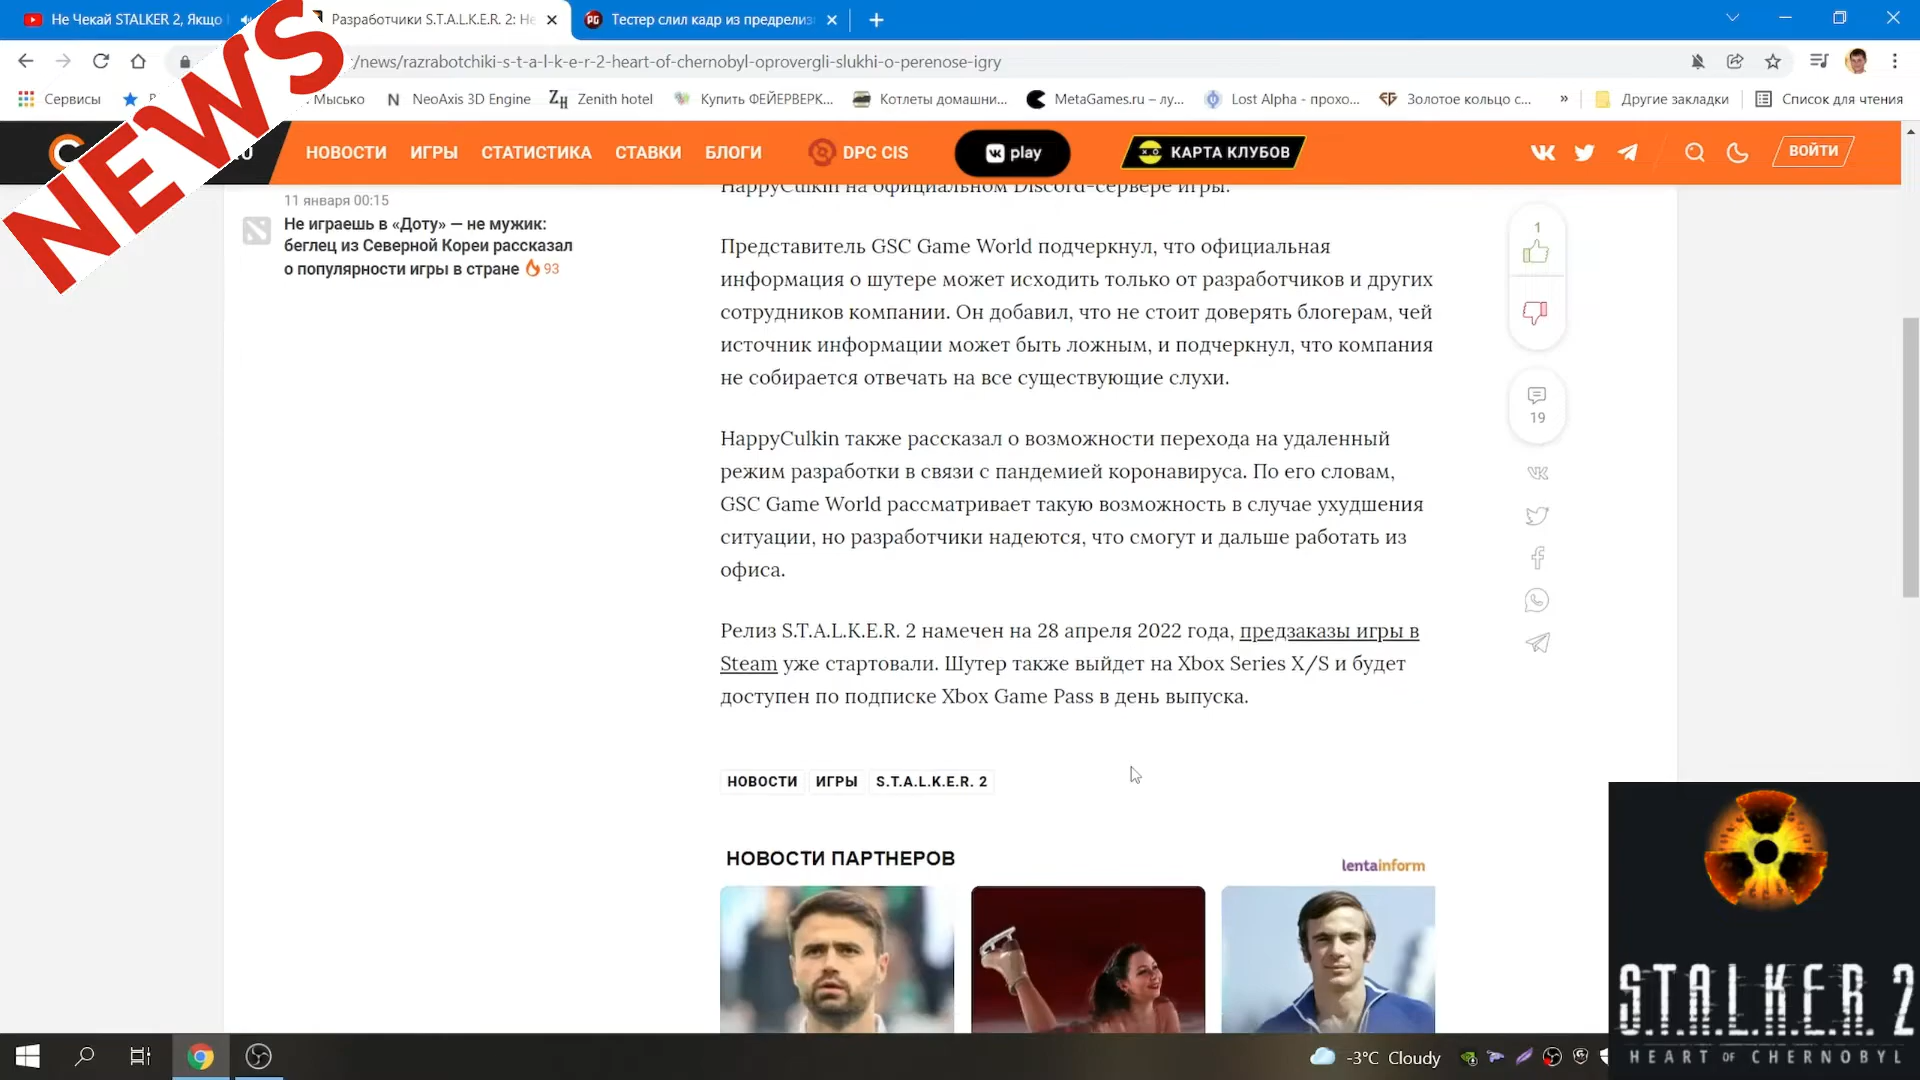 Не Чекай STALKER 2, Якщо
Разработчики S.T.A.L.K.E.R. 2: Не
Тестер слил кадр из предрелиз
NEWS
/news/razrabotchiki-s-t-a-l-k-e-r-2-heart-of-chernobyl-oprovergli-slukhi-o-perenose-igry
Сервисы
Мысько
NeoAxis 3D Engine
Zenith hotel
Купить ФЕЙЕРВЕРК...
Котлеты домашни...
MetaGames.ru – лу...
Lost Alpha - прохо...
Золотое кольцо с...
»
Другие закладки
Список для чтения
НОВОСТИ
ИГРЫ
СТАТИСТИКА
СТАВКИ
БЛОГИ
DPC CIS
play
КАРТА КЛУБОВ
ВОЙТИ
11 января 00:15
Не играешь в «Доту» — не мужик:
беглец из Северной Кореи рассказал
о популярности игры в стране 93
HappyCulkin на официальном Discord-сервере игры.
Представитель GSC Game World подчеркнул, что официальная
информация о шутере может исходить только от разработчиков и других
сотрудников компании. Он добавил, что не стоит доверять блогерам, чей
источник информации может быть ложным, и подчеркнул, что компания
не собирается отвечать на все существующие слухи.
HappyCulkin также рассказал о возможности перехода на удаленный
режим разработки в связи с пандемией коронавируса. По его словам,
GSC Game World рассматривает такую возможность в случае ухудшения
ситуации, но разработчики надеются, что смогут и дальше работать из
офиса.
Релиз S.T.A.L.K.E.R. 2 намечен на 28 апреля 2022 года, предзаказы игры в
Steam уже стартовали. Шутер также выйдет на Xbox Series X/S и будет
доступен по подписке Xbox Game Pass в день выпуска.
1
19
НОВОСТИ
ИГРЫ
S.T.A.L.K.E.R. 2
НОВОСТИ ПАРТНЕРОВ
lentainform
S.T.A.L.K.E.R. 2
HEART OF CHERNOBYL
-3°C Cloudy